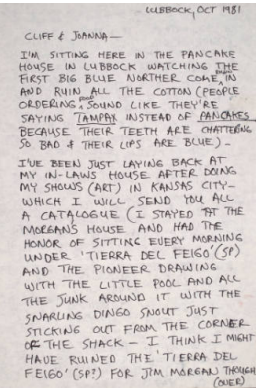 LUBBOCK, OCT 1981
CLIFF & JOANNA—
I'M SITTING HERE IN THE PANCAKE
HOUSE IN LUBBOCK WATCHING THE
FIRST BIG BLUE NORTHER COME IN
AND RUIN ALL THE COTTON (PEOPLE
ORDERING FOOD SOUND LIKE THEY'RE
SAYING TAMPAX INSTEAD OF PANCAKES
BECAUSE THEIR TEETH ARE CHATTERING
SO BAD & THEIR LIPS ARE BLUE)—
I'VE BEEN JUST LAYING BACK AT
MY IN-LAWS HOUSE AFTER DOING
MY SHOWS (ART) IN KANSAS CITY—
WHICH I WILL SEND YOU ALL
A CATALOGUE (I STAYED AT THE
MORGAN'S HOUSE AND HAD THE
HONOR OF SITTING EVERY MORNING
UNDER 'TIERRA DEL FEIGO' (SP)
AND THE PIONEER DRAWING
WITH THE LITTLE POOL AND ALL
THE JUNK AROUND IT WITH THE
SNARLING DINGO SNOUT JUST
STICKING OUT FROM THE CORNER
OF THE SHACK — I THINK I MIGHT
HAVE RUINED THE 'TIERRA DEL
FEIGO' (SP?) FOR JIM MORGAN THOUGH
(OVER)